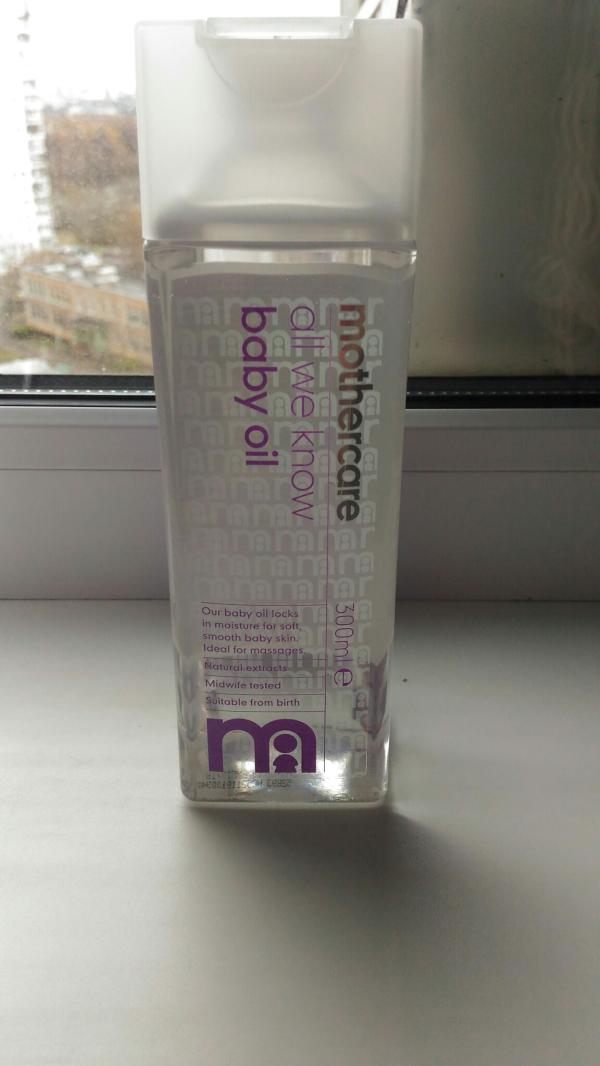 mothercare
all we know
baby oil
300ml e
Our baby oil locks
in moisture for soft,
smooth baby skin.
Ideal for massages.
Natural extracts
Midwife tested
Suitable from birth
m